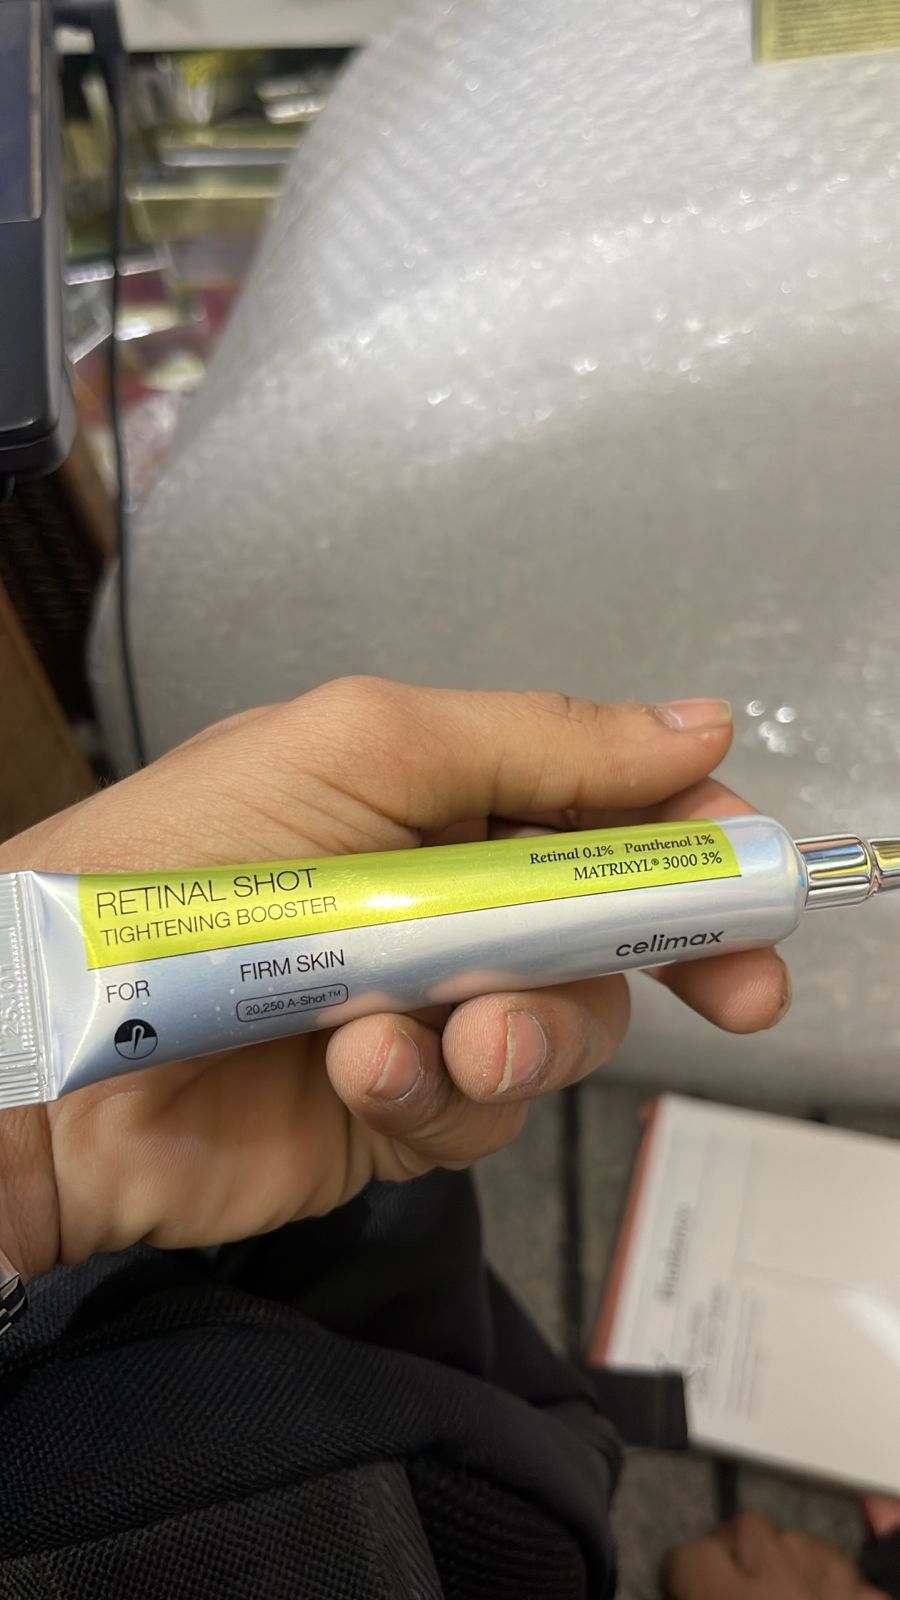 RETINAL SHOT
TIGHTENING BOOSTER
Retinal 0.1% Panthenol 1%
MATRIXYL® 3000 3%
FOR
FIRM SKIN
20,250 A-Shot™
celimax